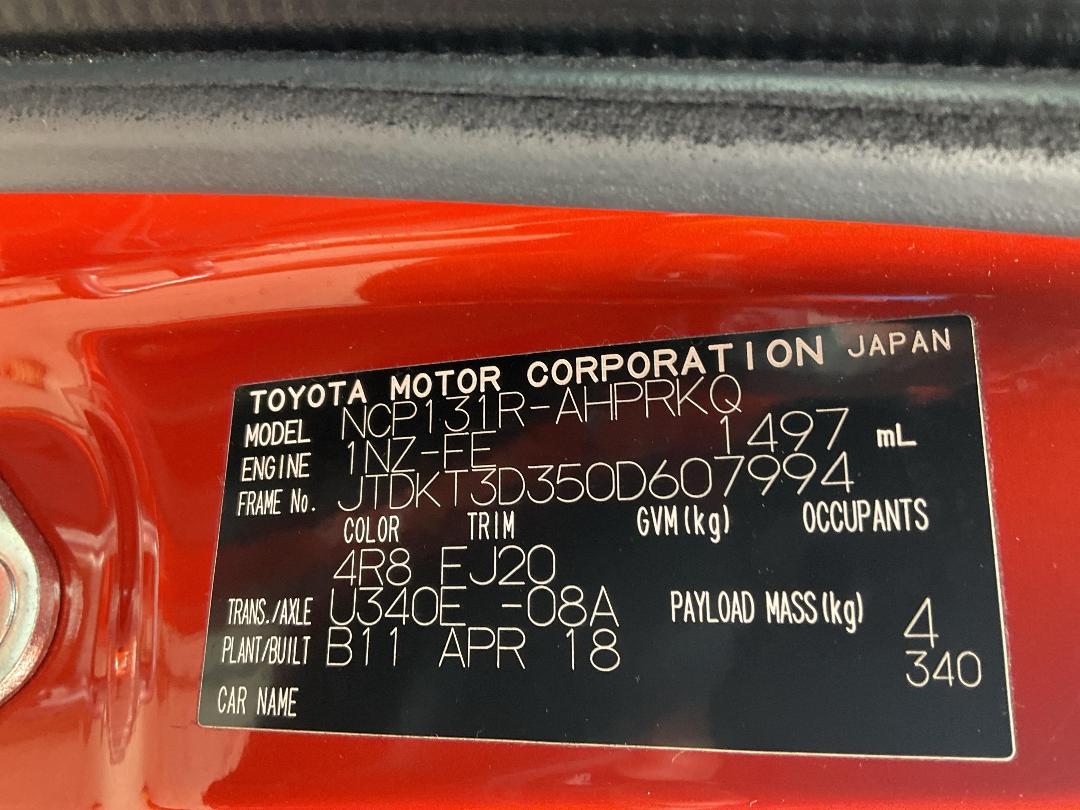 TOYOTA MOTOR CORPORATION JAPAN
MODEL NCP131R-AHPRKQ
ENGINE 1NZ-FE 1497 mL
FRAME No. JTDKT3D350D607994
COLOR TRIM GVM(kg) OCCUPANTS
4R8 EJ20
TRANS./AXLE U340E -08A PAYLOAD MASS(kg) 4
PLANT/BUILT B11 APR 18 340
CAR NAME